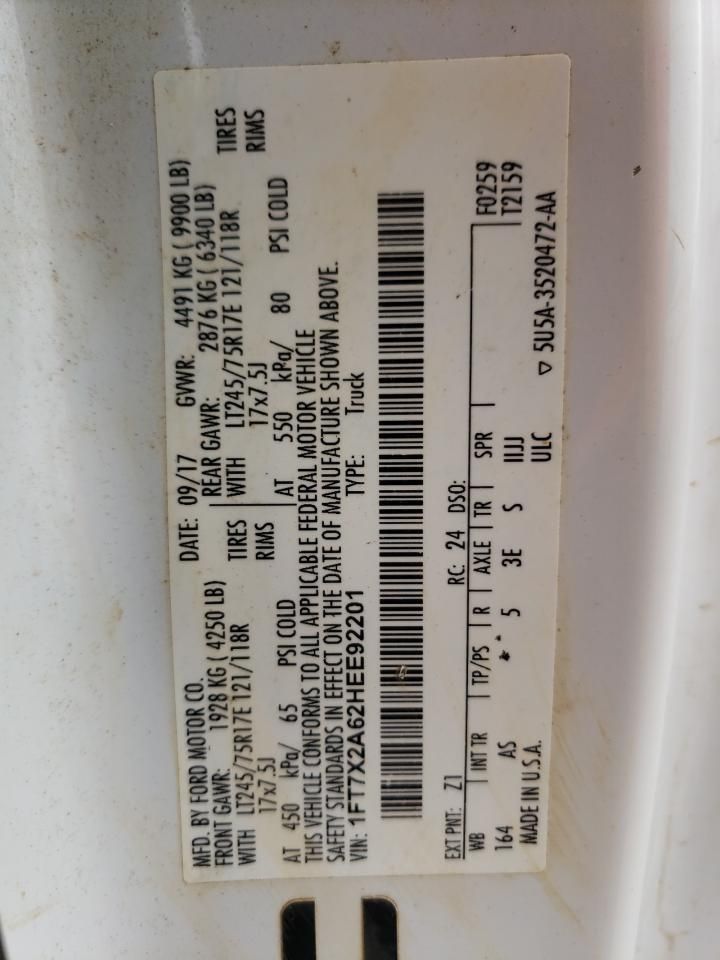 MFD. BY FORD MOTOR CO. DATE: 09/17 GVWR: 4491 KG ( 9900 LB)
FRONT GAWR: 1928 KG ( 4250 LB) REAR GAWR: 2876 KG ( 6340 LB)
WITH LT245/75R17E 121/118R TIRES WITH LT245/75R17E 121/118R TIRES
17x7.5J RIMS 17x7.5J RIMS
AT 450 kPa/ 65 PSI COLD AT 550 kPa/ 80 PSI COLD
THIS VEHICLE CONFORMS TO ALL APPLICABLE FEDERAL MOTOR VEHICLE
SAFETY STANDARDS IN EFFECT ON THE DATE OF MANUFACTURE SHOWN ABOVE.
VIN: 1FT7X2A62HEE92201 TYPE: Truck
EXT PNT: Z1 RC: 24 DSO: F0259
WB INT TR TP/PS R AXLE TR SPR T2159
164 AS * * 5 3E S IIJJ
MADE IN U.S.A. ULC ▽ 5U5A-3520472-AA